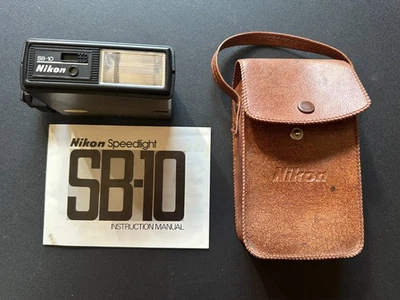 SB-10
Nikon
Nikon Speedlight
SB-10
INSTRUCTION MANUAL
Nikon